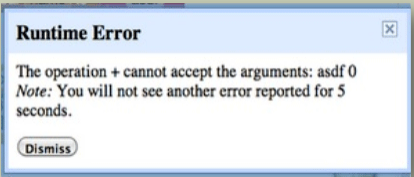 Runtime Error
The operation + cannot accept the arguments: asdf 0
Note: You will not see another error reported for 5
seconds.
Dismiss